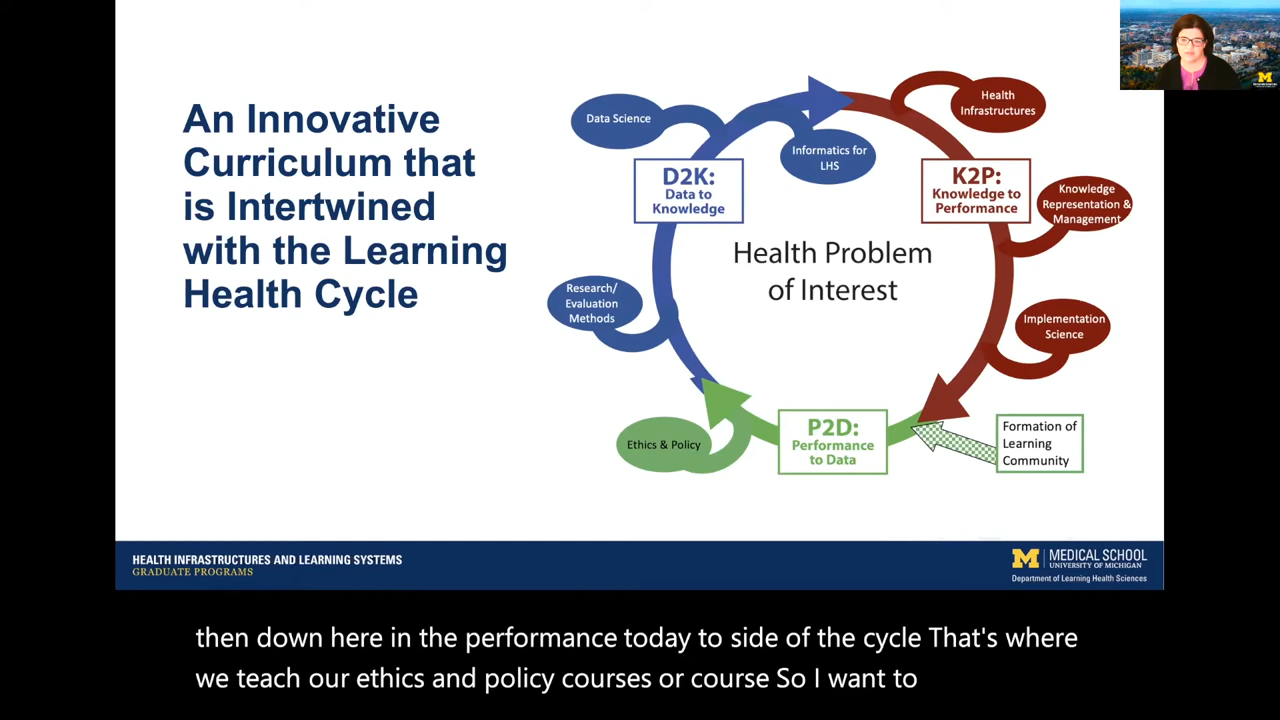 An Innovative
Curriculum that
is Intertwined
with the Learning
Health Cycle
Data Science
Informatics for
LHS
Health
Infrastructures
D2K:
Data to
Knowledge
K2P:
Knowledge to
Performance
Knowledge
Representation &
Management
Health Problem
of Interest
Research/
Evaluation
Methods
Implementation
Science
Ethics & Policy
P2D:
Performance
to Data
Formation of
Learning
Community
HEALTH INFRASTRUCTURES AND LEARNING SYSTEMS
GRADUATE PROGRAMS
M MEDICAL SCHOOL
UNIVERSITY OF MICHIGAN
Department of Learning Health Sciences
then down here in the performance today to side of the cycle That's where
we teach our ethics and policy courses or course So I want to